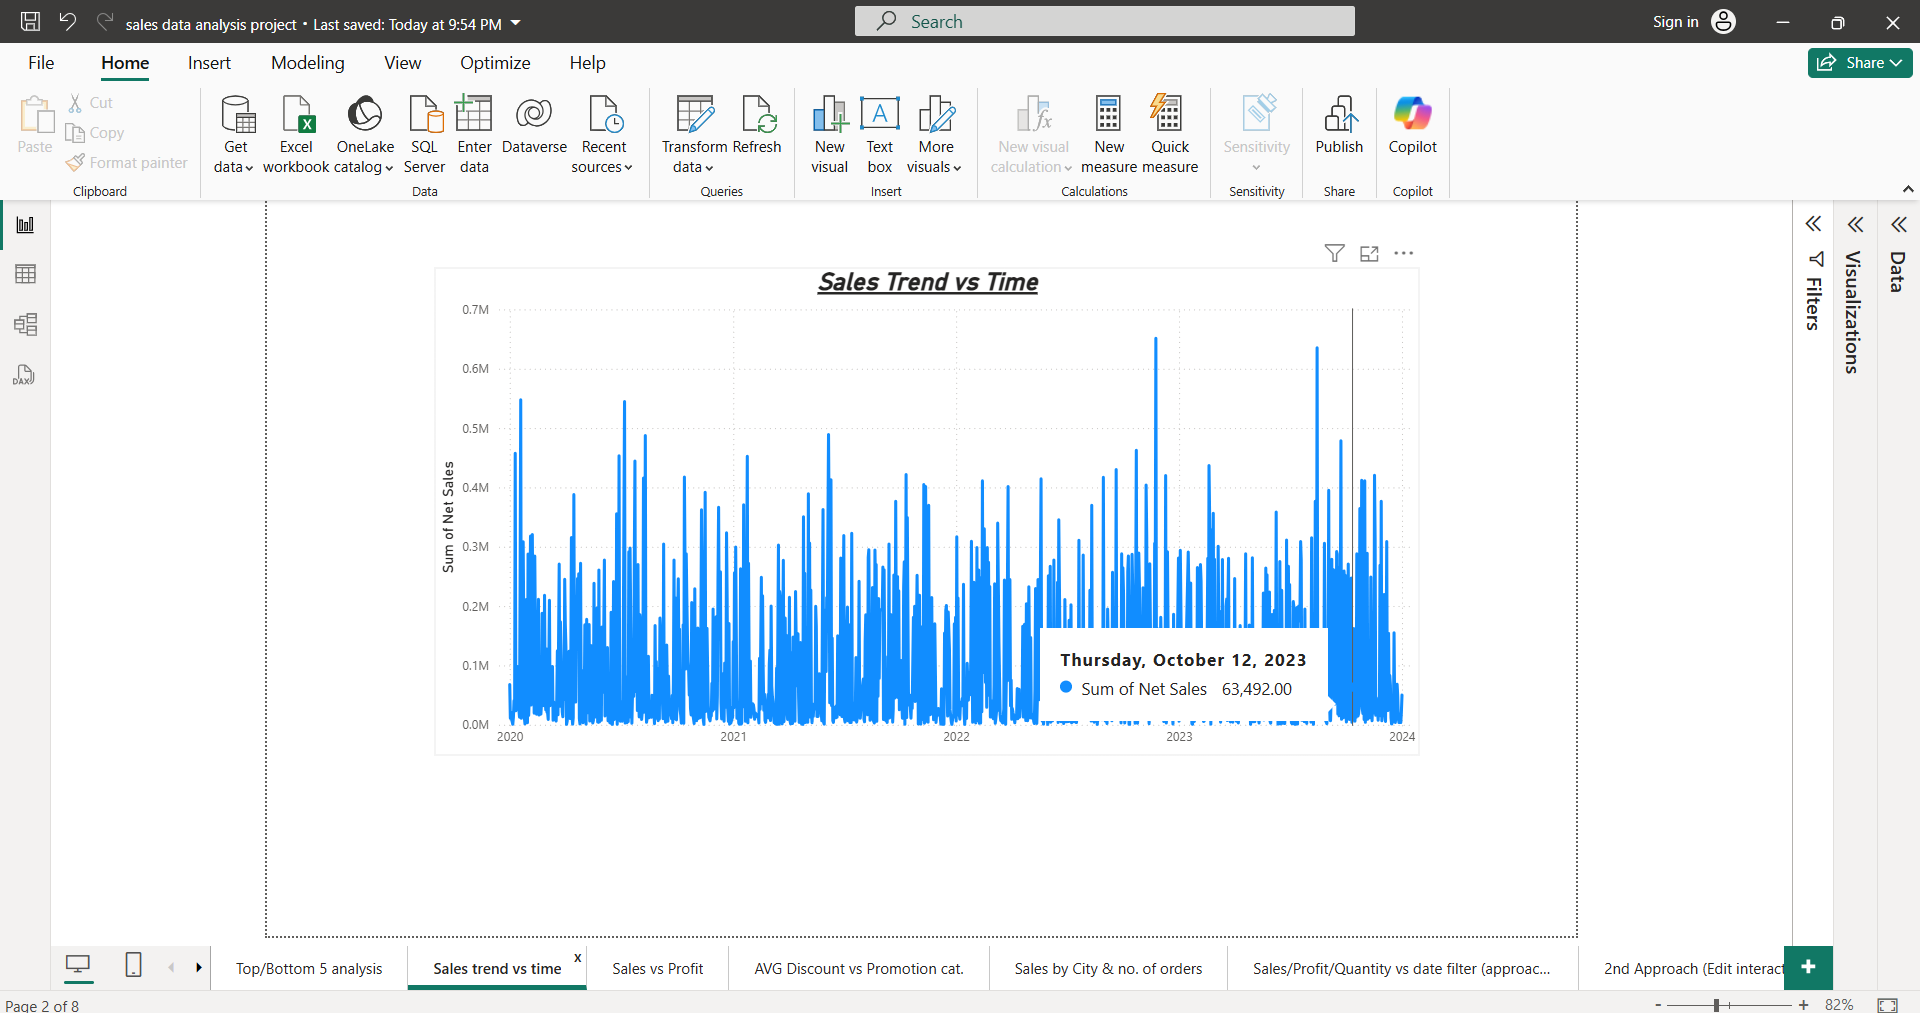 sales data analysis project • Last saved: Today at 9:54 PM
Search
Sign in
File Home Insert Modeling View Optimize Help
Share
Paste
Cut
Copy
Format painter
Clipboard
Get data
Excel workbook
OneLake catalog
SQL Server
Enter data
Dataverse
Recent sources
Data
Transform data
Refresh
Queries
New visual
Text box
More visuals
Insert
New visual calculation
New measure
Quick measure
Calculations
Sensitivity
Sensitivity
Publish
Share
Copilot
Copilot
DAX
Filters
Visualizations
Data
Sales Trend vs Time
Sum of Net Sales
0.7M
0.6M
0.5M
0.4M
0.3M
0.2M
0.1M
0.0M
2020 2021 2022 2023 2024
Thursday, October 12, 2023
Sum of Net Sales 63,492.00
Top/Bottom 5 analysis
Sales trend vs time
x
Sales vs Profit
AVG Discount vs Promotion cat.
Sales by City & no. of orders
Sales/Profit/Quantity vs date filter (approac...
2nd Approach (Edit interact
+
Page 2 of 8
- + 82%